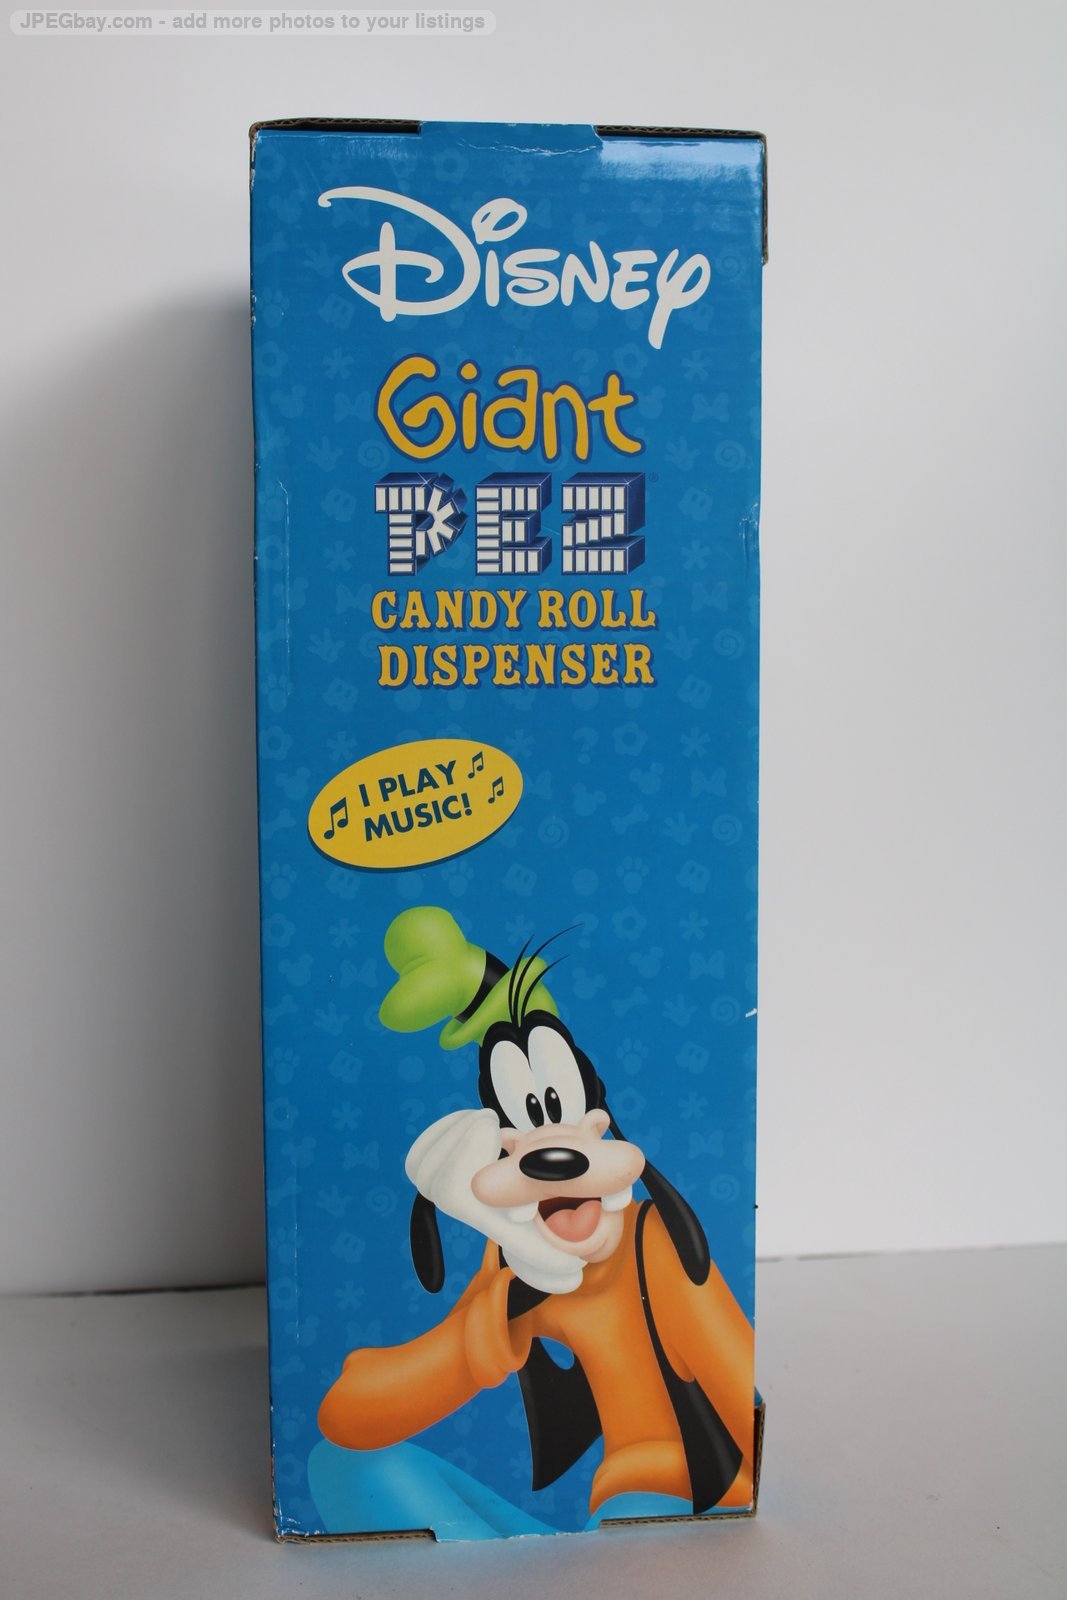 JPEGbay.com - add more photos to your listings
Disney
Giant
PEZ®
CANDY ROLL
DISPENSER
I PLAY
MUSIC!